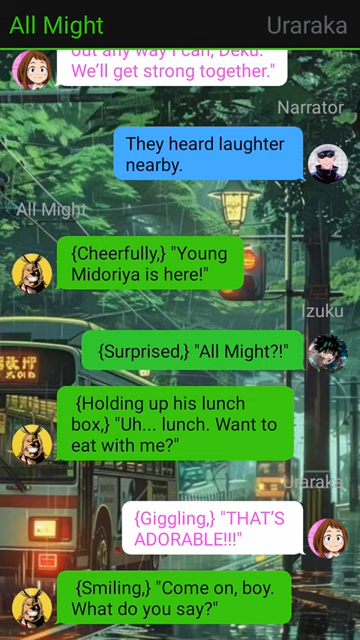 All Might
Uraraka
out any way I can, Deku.
We'll get strong together."
Narrator
They heard laughter
nearby.
All Might
{Cheerfully,} "Young
Midoriya is here!"
Izuku
{Surprised,} "All Might?!"
{Holding up his lunch
box,} "Uh... lunch. Want to
eat with me?"
Uraraka
{Giggling,} "THAT'S
ADORABLE!!!"
{Smiling,} "Come on, boy.
What do you say?"